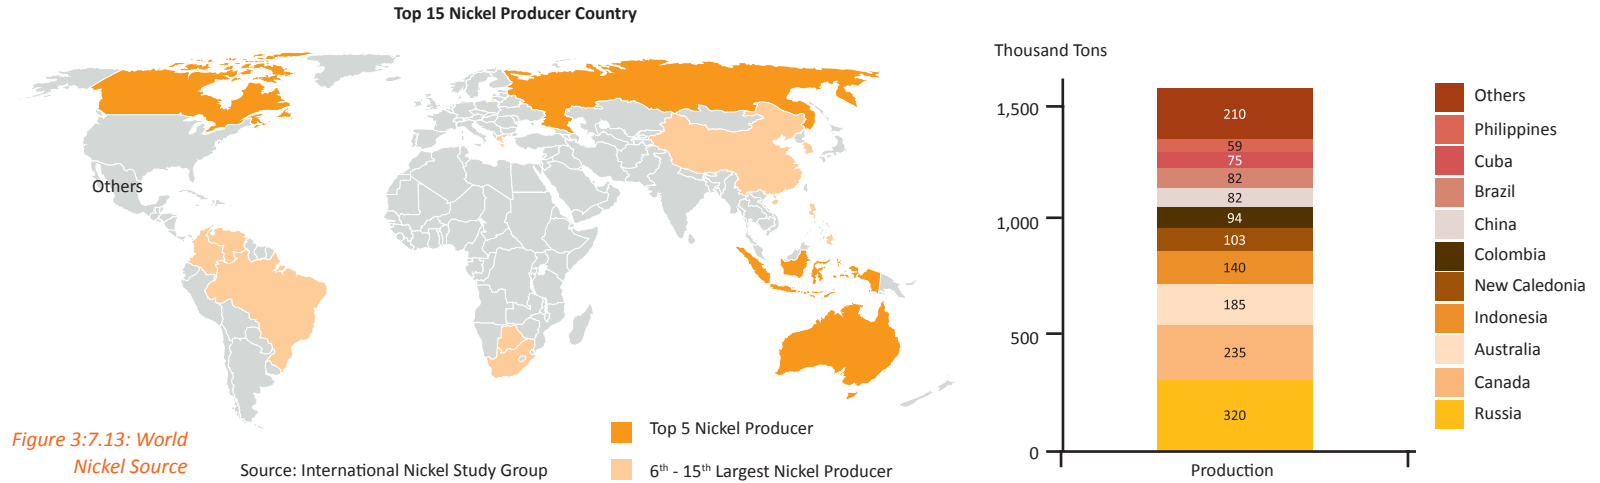 Top 15 Nickel Producer Country
Others
Figure 3:7.13: World
Nickel Source
Source: International Nickel Study Group
Top 5 Nickel Producer
6th - 15th Largest Nickel Producer
Thousand Tons
1,500
1,000
500
0
210
59
75
82
82
94
103
140
185
235
320
Production
Others
Philippines
Cuba
Brazil
China
Colombia
New Caledonia
Indonesia
Australia
Canada
Russia